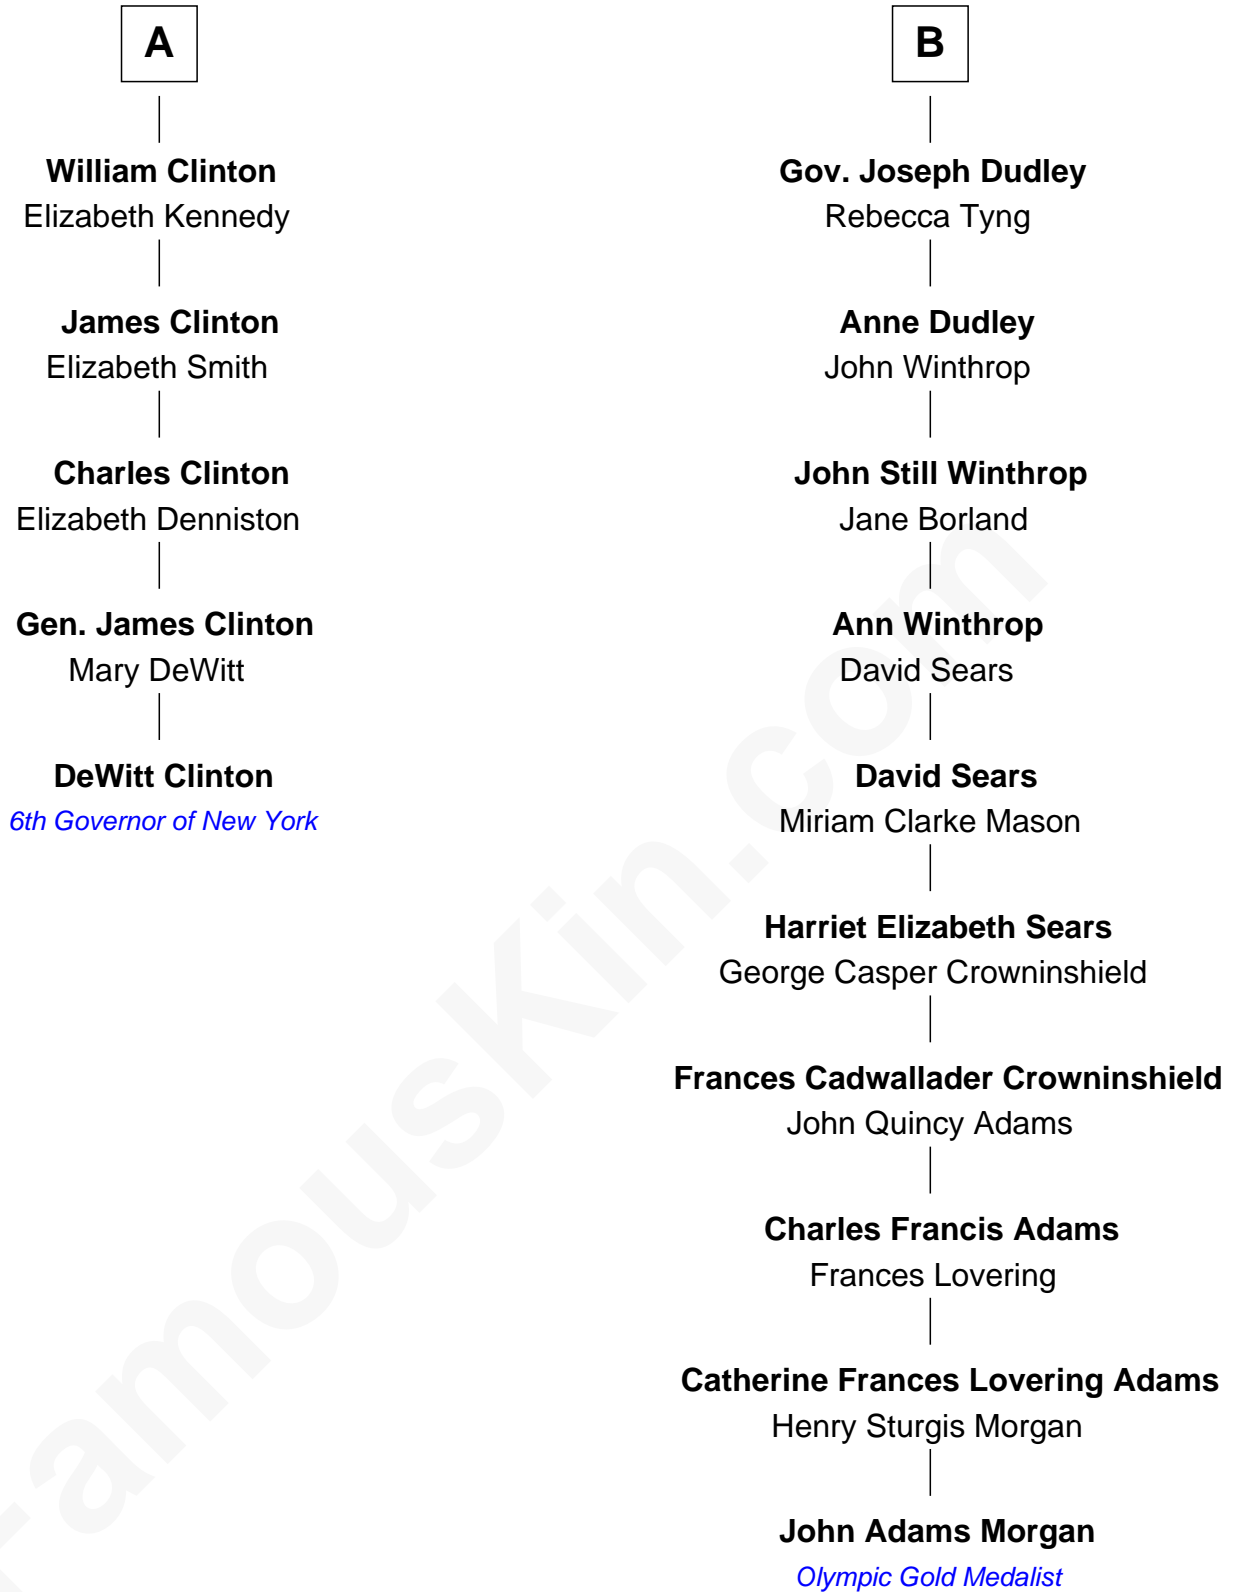 A
William Clinton
Elizabeth Kennedy
James Clinton
Elizabeth Smith
Charles Clinton
Elizabeth Denniston
Gen. James Clinton
Mary DeWitt
DeWitt Clinton
6th Governor of New York
B
Gov. Joseph Dudley
Rebecca Tyng
Anne Dudley
John Winthrop
John Still Winthrop
Jane Borland
Ann Winthrop
David Sears
David Sears
Miriam Clarke Mason
Harriet Elizabeth Sears
George Casper Crowninshield
Frances Cadwallader Crowninshield
John Quincy Adams
Charles Francis Adams
Frances Lovering
Catherine Frances Lovering Adams
Henry Sturgis Morgan
John Adams Morgan
Olympic Gold Medalist
FamousKin.com